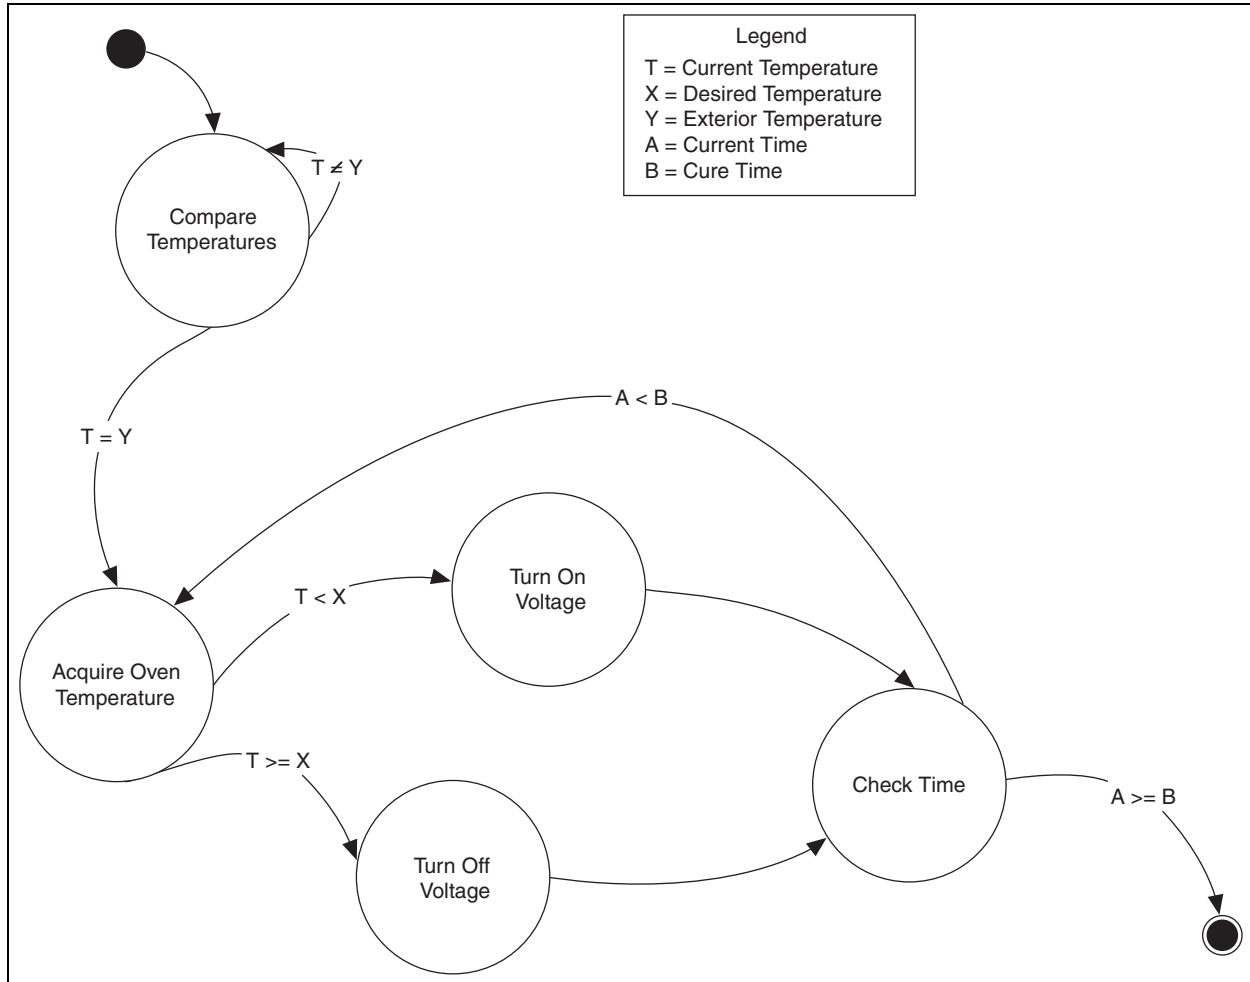 Legend
T = Current Temperature
X = Desired Temperature
Y = Exterior Temperature
A = Current Time
B = Cure Time
T ≠ Y
Compare
Temperatures
A < B
T = Y
Turn On
Voltage
T < X
Acquire Oven
Temperature
T >= X
Check Time
A >= B
Turn Off
Voltage